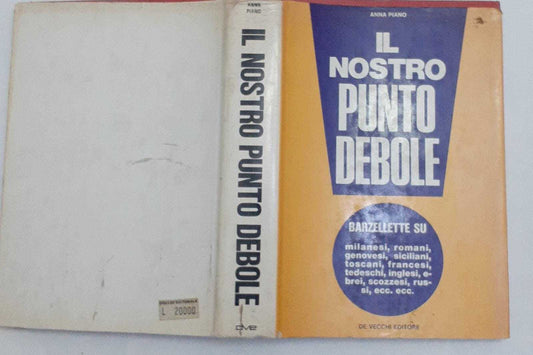 ANNA
PIANO
IL NOSTRO PUNTO DEBOLE
L 20000
ANNA PIANO
IL
NOSTRO
PUNTO
DEBOLE
BARZELLETTE SU
milanesi, romani,
genovesi, siciliani,
toscani, francesi,
tedeschi, inglesi, e-
brei, scozzesi, rus-
si, ecc. ecc.
DE VECCHI EDITORE